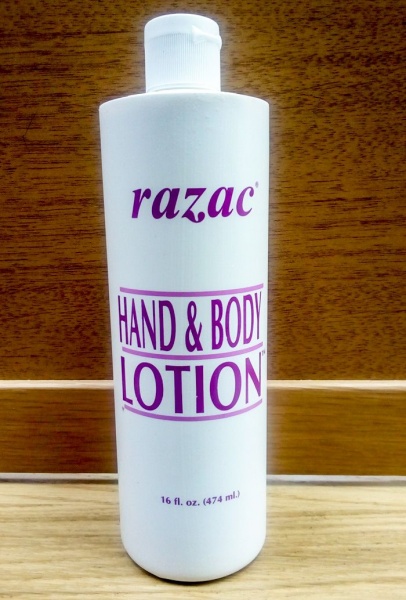 razac®
HAND & BODY
LOTION™
16 fl. oz. (474 ml.)